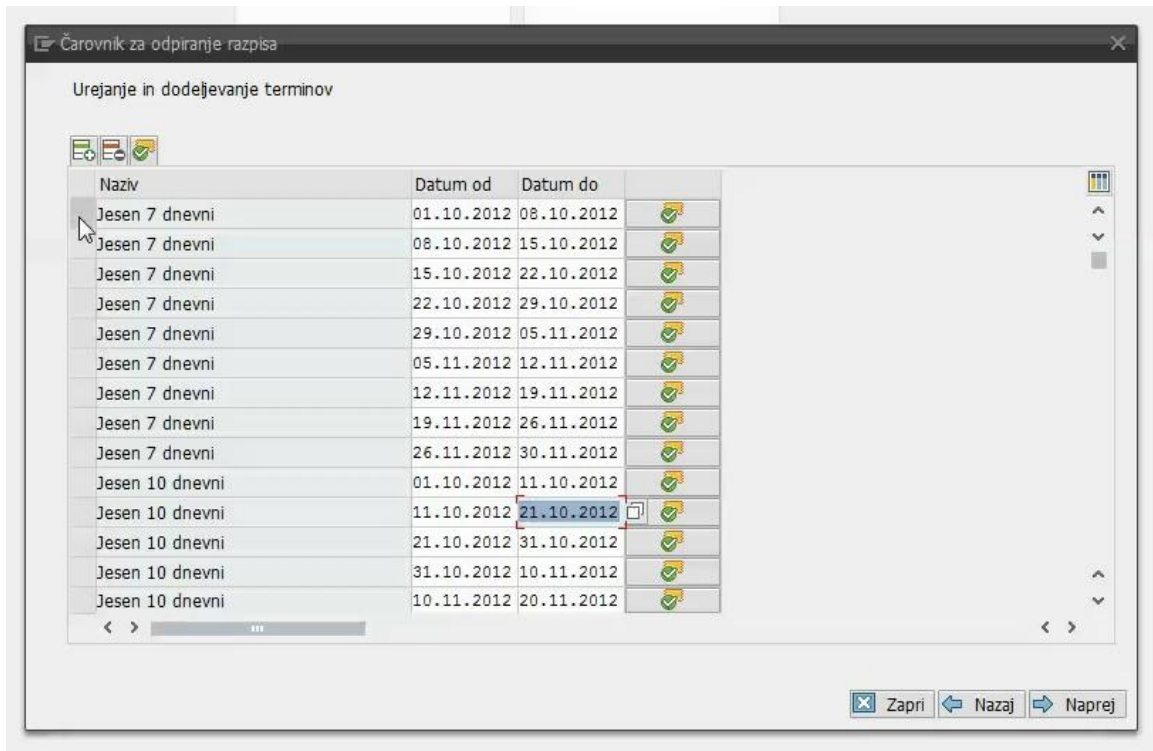 Čarovnik za odpiranje razpisa
Urejanje in dodeljevanje terminov
Naziv Datum od Datum do
Jesen 7 dnevni 01.10.2012 08.10.2012
Jesen 7 dnevni 08.10.2012 15.10.2012
Jesen 7 dnevni 15.10.2012 22.10.2012
Jesen 7 dnevni 22.10.2012 29.10.2012
Jesen 7 dnevni 29.10.2012 05.11.2012
Jesen 7 dnevni 05.11.2012 12.11.2012
Jesen 7 dnevni 12.11.2012 19.11.2012
Jesen 7 dnevni 19.11.2012 26.11.2012
Jesen 7 dnevni 26.11.2012 30.11.2012
Jesen 10 dnevni 01.10.2012 11.10.2012
Jesen 10 dnevni 11.10.2012 21.10.2012
Jesen 10 dnevni 21.10.2012 31.10.2012
Jesen 10 dnevni 31.10.2012 10.11.2012
Jesen 10 dnevni 10.11.2012 20.11.2012
Zapri Nazaj Naprej